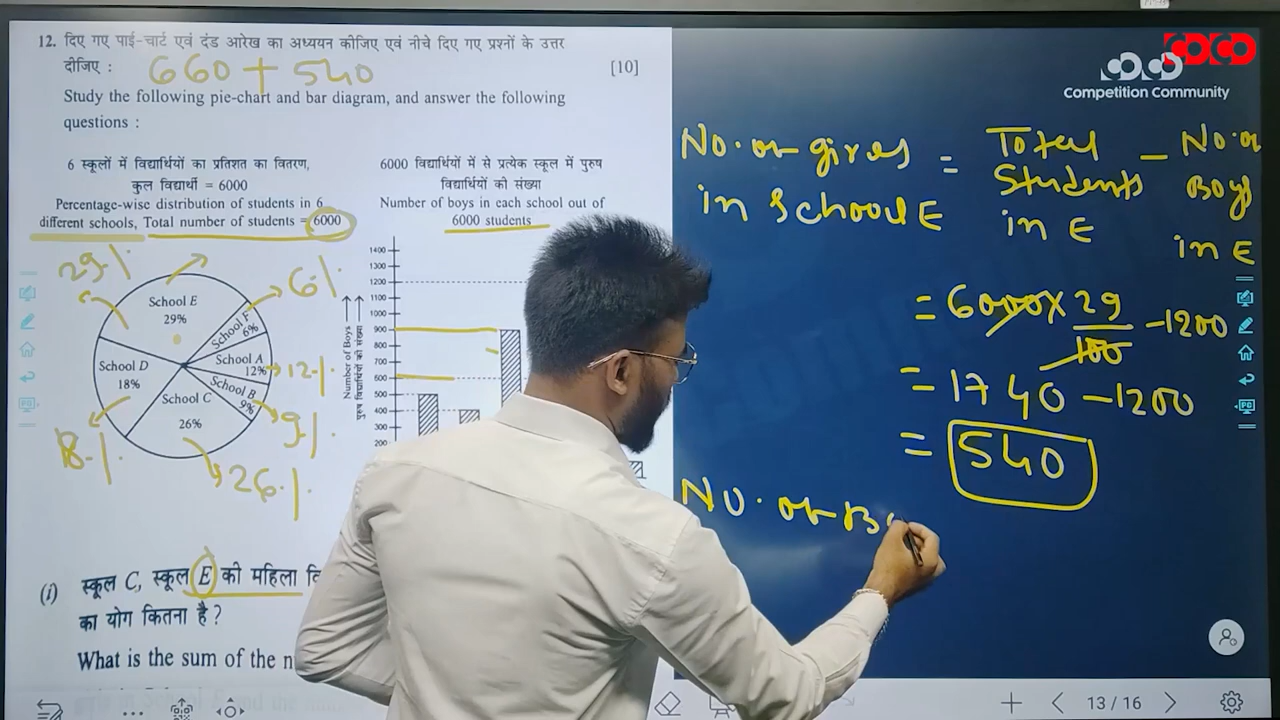 12. दिए गए पाई-चार्ट एवं दंड आरेख का अध्ययन कीजिए एवं नीचे दिए गए प्रश्नों के उत्तर
दीजिए : [10]
660 + 540
Study the following pie-chart and bar diagram, and answer the following
questions :
6 स्कूलों में विद्यार्थियों का प्रतिशत का वितरण,
कुल विद्यार्थी = 6000
Percentage-wise distribution of students in 6
different schools, Total number of students = 6000
6000 विद्यार्थियों में से प्रत्येक स्कूल में पुरुष
विद्यार्थियों की संख्या
Number of boys in each school out of
6000 students
29%
6%
School E
29%
School F
6%
School A
12%
12%
School B
9%
9%
School C
26%
26%
School D
18%
18%
Number of Boys
पुरुष विद्यार्थियों की संख्या
1400
1300
1200
1100
1000
900
800
700
600
500
400
300
200
(i) स्कूल C, स्कूल E की महिला
का योग कितना है ?
What is the sum of the n
COCO
Competition Community
No. of girls in School E = Total Students in E - No. of Boys in E
= 6000 × 29/100 - 1200
= 1740 - 1200
= 540
No. of B
13 / 16